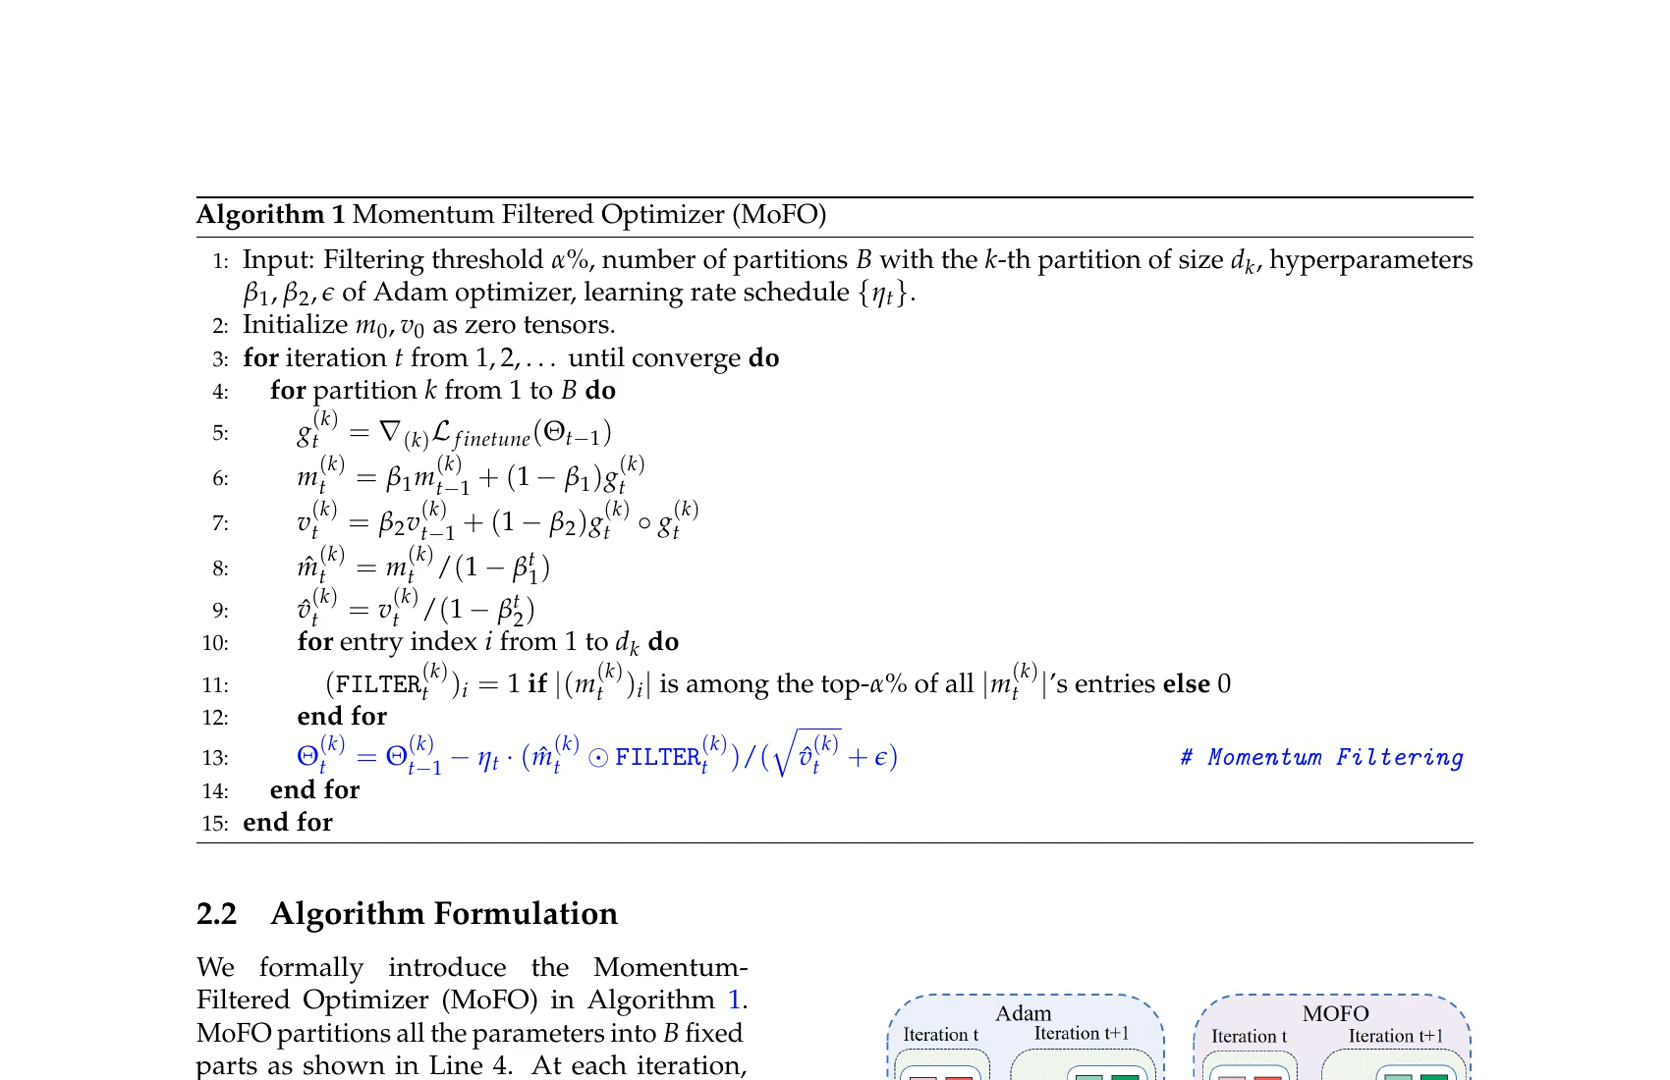 Algorithm 1 Momentum Filtered Optimizer (MoFO)
1: Input: Filtering threshold α%, number of partitions B with the k-th partition of size d_k, hyperparameters
β_1, β_2, ϵ of Adam optimizer, learning rate schedule {η_t}.
2: Initialize m_0, v_0 as zero tensors.
3: for iteration t from 1, 2, . . . until converge do
4: for partition k from 1 to B do
5: g_t^{(k)} = ∇_{(k)} ℒ_{finetune}(Θ_{t−1})
6: m_t^{(k)} = β_1 m_{t−1}^{(k)} + (1 − β_1) g_t^{(k)}
7: v_t^{(k)} = β_2 v_{t−1}^{(k)} + (1 − β_2) g_t^{(k)} ∘ g_t^{(k)}
8: m̂_t^{(k)} = m_t^{(k)} / (1 − β_1^t)
9: v̂_t^{(k)} = v_t^{(k)} / (1 − β_2^t)
10: for entry index i from 1 to d_k do
11: (FILTER_t^{(k)})_i = 1 if |(m_t^{(k)})_i| is among the top-α% of all |m_t^{(k)}|'s entries else 0
12: end for
13: Θ_t^{(k)} = Θ_{t−1}^{(k)} − η_t · (m̂_t^{(k)} ⊙ FILTER_t^{(k)}) / (√v̂_t^{(k)} + ϵ) # Momentum Filtering
14: end for
15: end for
2.2 Algorithm Formulation
We formally introduce the Momentum-
Filtered Optimizer (MoFO) in Algorithm 1.
MoFO partitions all the parameters into B fixed
parts as shown in Line 4. At each iteration,
Adam
Iteration t Iteration t+1
MOFO
Iteration t Iteration t+1